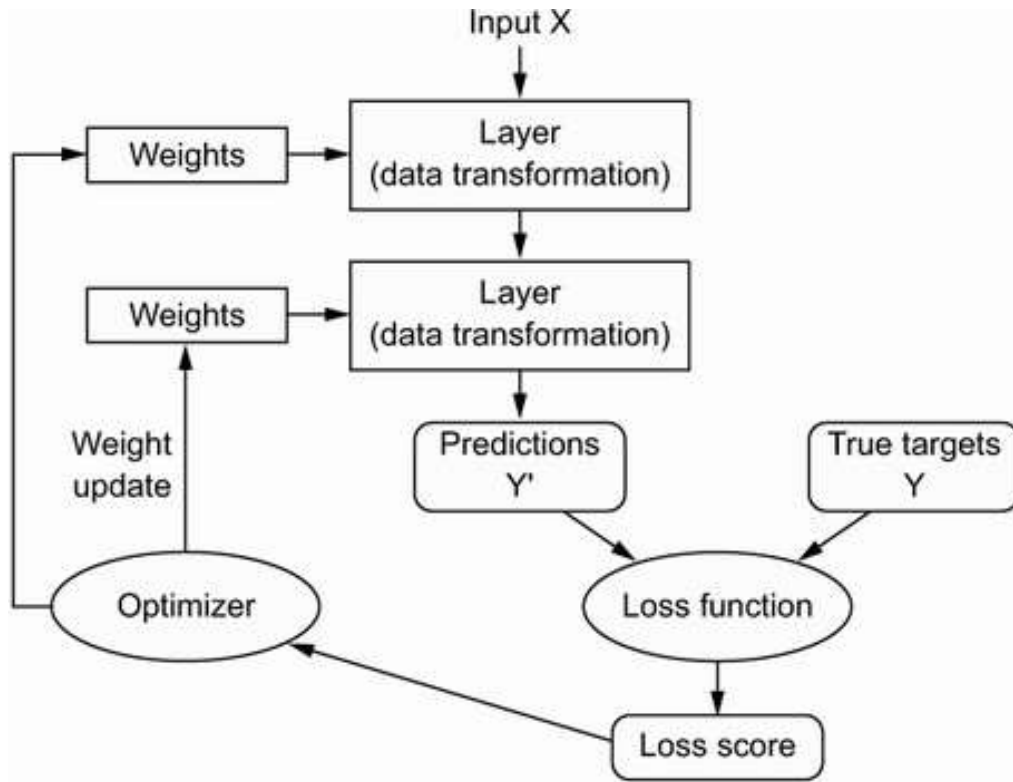 Input X
Layer
(data transformation)
Weights
Layer
(data transformation)
Weights
Predictions
Y'
True targets
Y
Weight
update
Optimizer
Loss function
Loss score